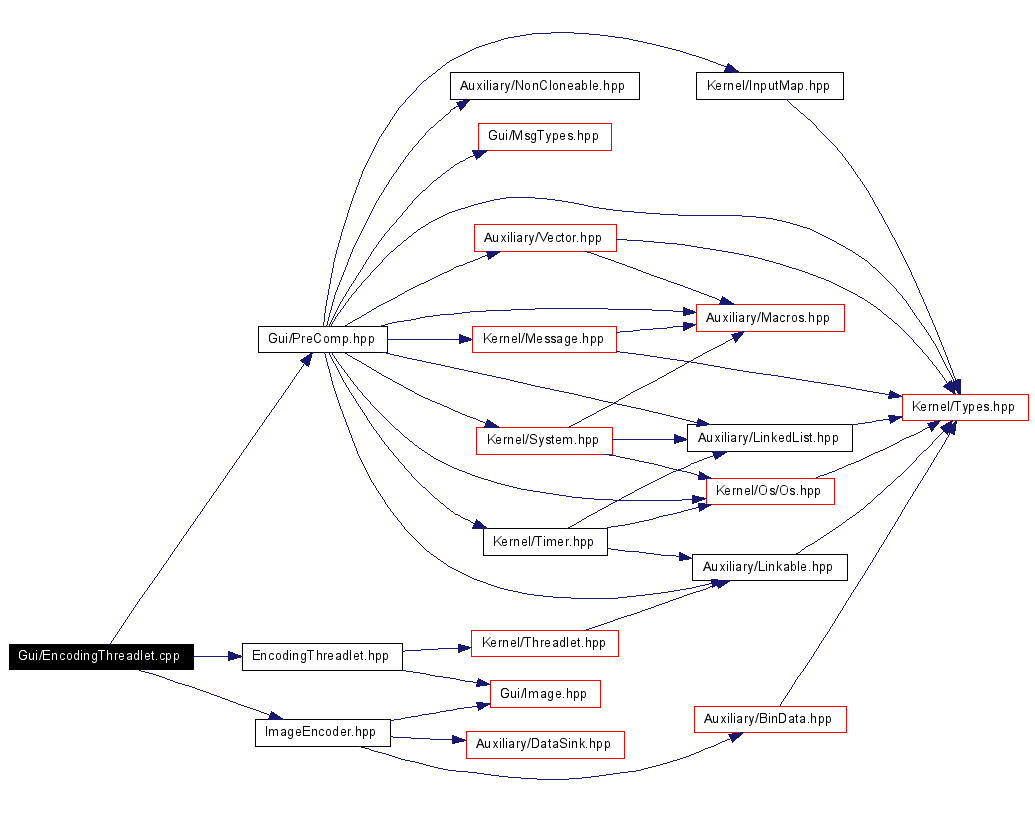 Auxiliary/NonCloneable.hpp
Kernel/InputMap.hpp
Gui/MsgTypes.hpp
Auxiliary/Vector.hpp
Auxiliary/Macros.hpp
Gui/PreComp.hpp
Kernel/Message.hpp
Kernel/Types.hpp
Kernel/System.hpp
Auxiliary/LinkedList.hpp
Kernel/Os/Os.hpp
Kernel/Timer.hpp
Auxiliary/Linkable.hpp
Kernel/Threadlet.hpp
Gui/EncodingThreadlet.cpp
EncodingThreadlet.hpp
Gui/Image.hpp
Auxiliary/BinData.hpp
ImageEncoder.hpp
Auxiliary/DataSink.hpp